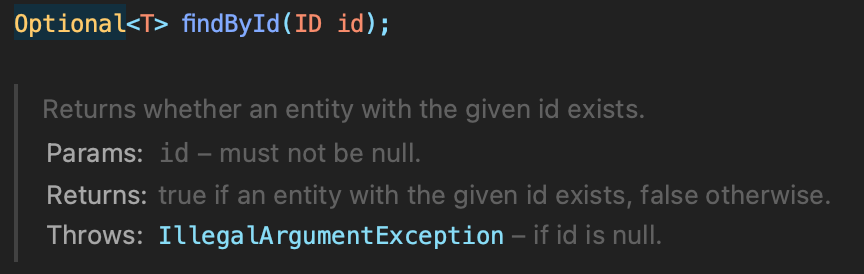 Optional<T> findById(ID id);
Returns whether an entity with the given id exists.
Params: id – must not be null.
Returns: true if an entity with the given id exists, false otherwise.
Throws: IllegalArgumentException – if id is null.